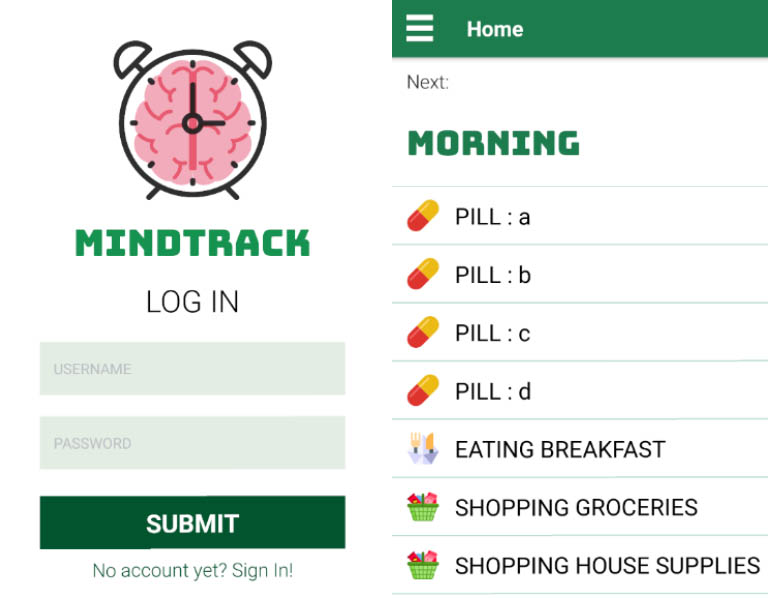 MINDTRACK
LOG IN
USERNAME
PASSWORD
SUBMIT
No account yet? Sign In!
Home
Next:
MORNING
PILL : a
PILL : b
PILL : c
PILL : d
EATING BREAKFAST
SHOPPING GROCERIES
SHOPPING HOUSE SUPPLIES